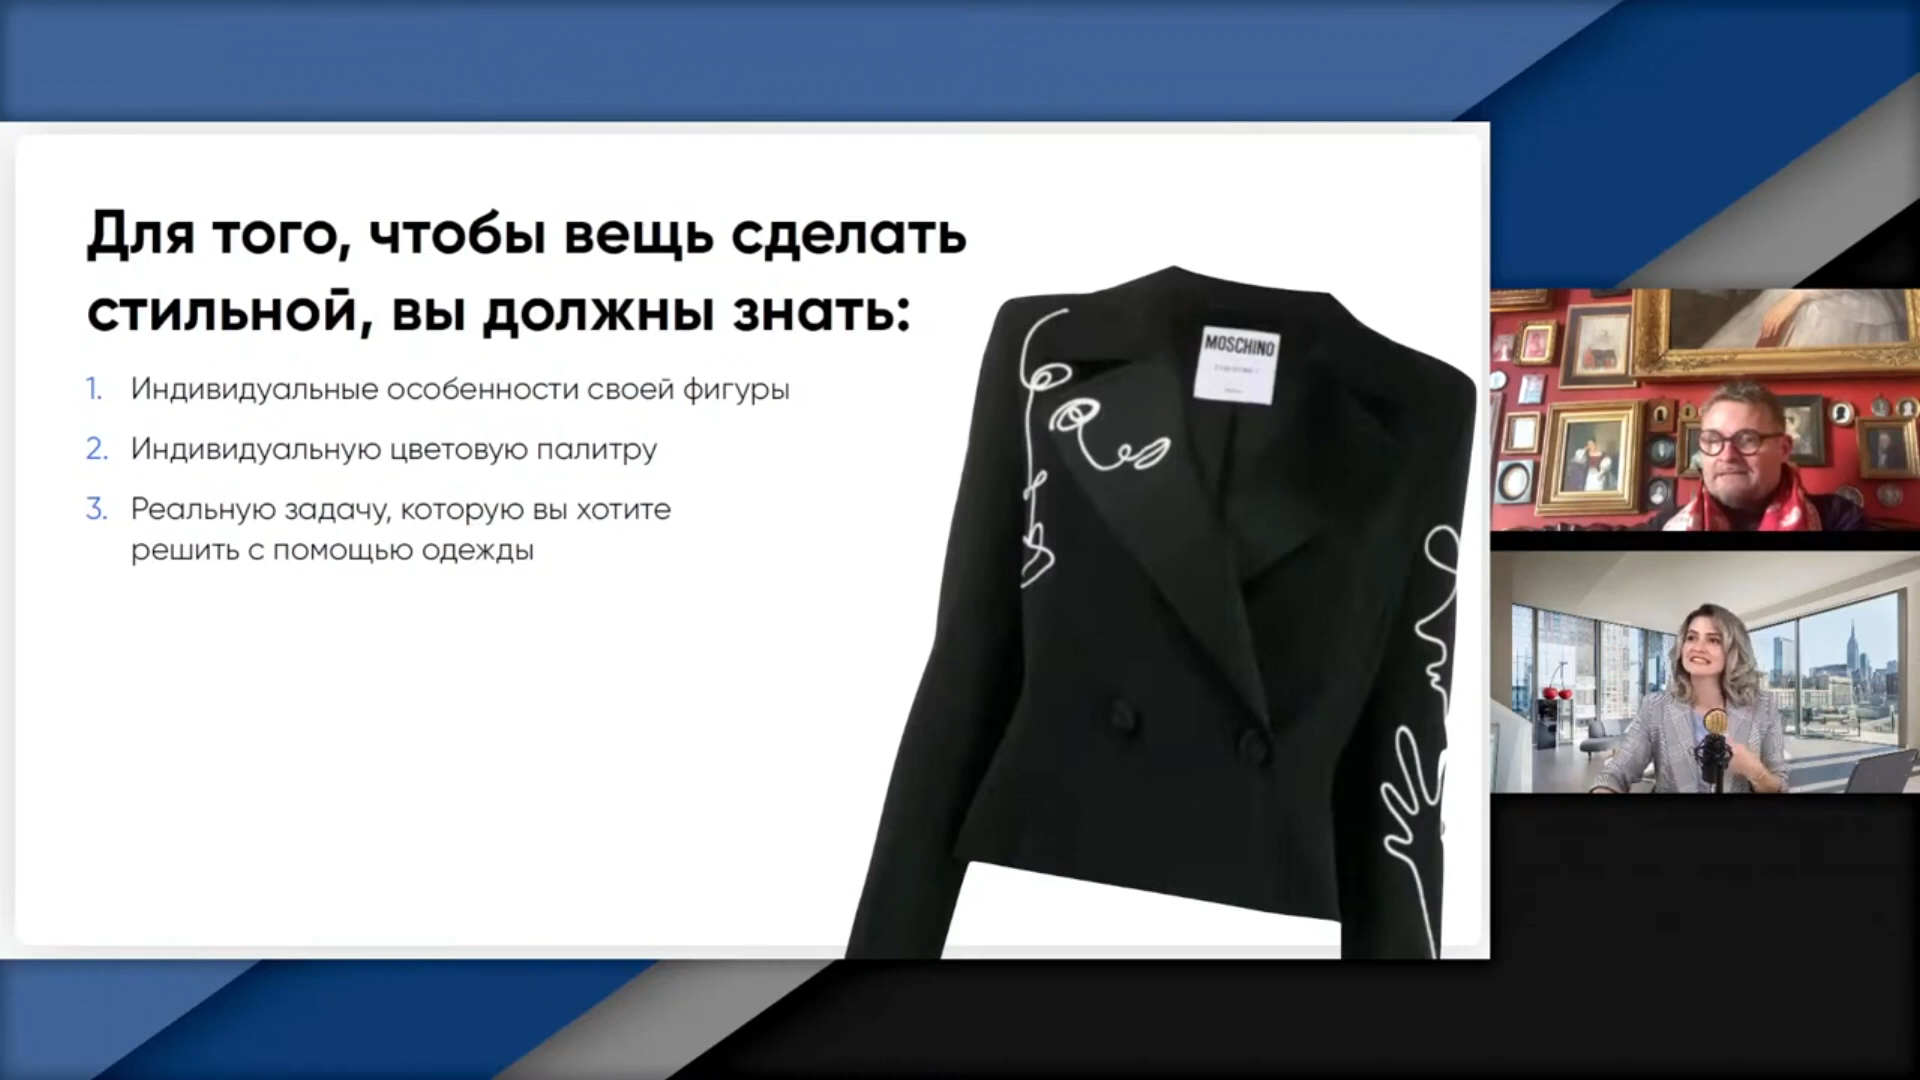 Для того, чтобы вещь сделать
стильной, вы должны знать:
1. Индивидуальные особенности своей фигуры
2. Индивидуальную цветовую палитру
3. Реальную задачу, которую вы хотите
решить с помощью одежды
MOSCHINO